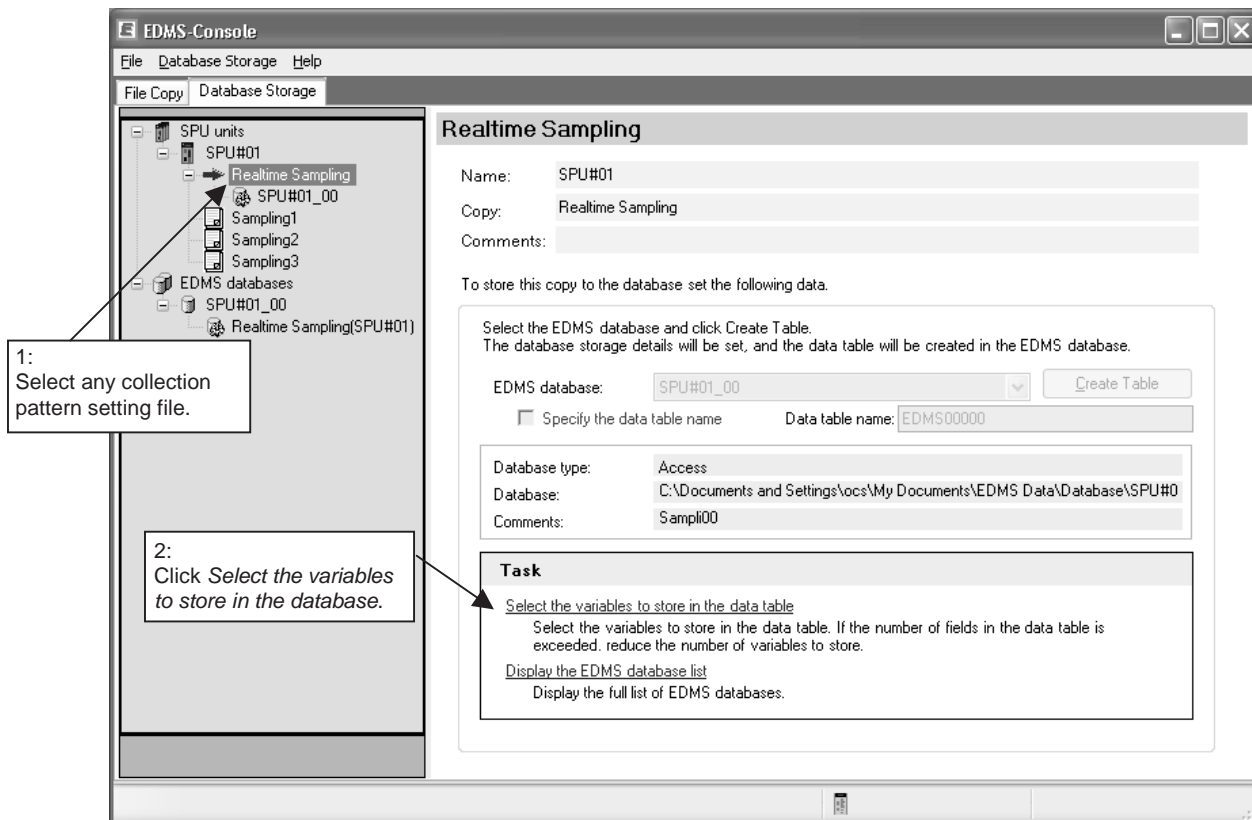 EDMS-Console
File Database Storage Help
File Copy Database Storage
SPU units
SPU#01
Realtime Sampling
SPU#01_00
Sampling1
Sampling2
Sampling3
EDMS databases
SPU#01_00
Realtime Sampling(SPU#01)
1:
Select any collection
pattern setting file.
2:
Click Select the variables
to store in the database.
Realtime Sampling
Name: SPU#01
Copy: Realtime Sampling
Comments:
To store this copy to the database set the following data.
Select the EDMS database and click Create Table.
The database storage details will be set, and the data table will be created in the EDMS database.
EDMS database: SPU#01_00 Create Table
Specify the data table name Data table name: EDMS00000
Database type: Access
Database: C:\Documents and Settings\ocs\My Documents\EDMS Data\Database\SPU#0
Comments: Sampli00
Task
Select the variables to store in the data table
Select the variables to store in the data table. If the number of fields in the data table is
exceeded. reduce the number of variables to store.
Display the EDMS database list
Display the full list of EDMS databases.